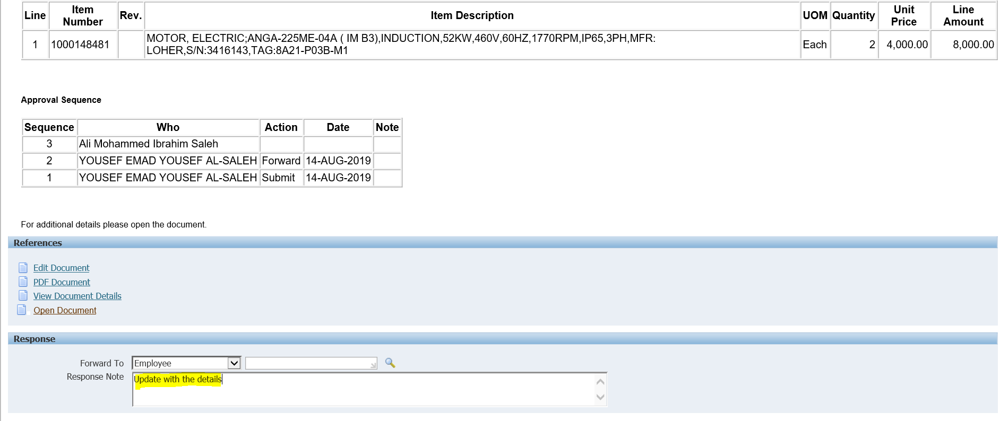 Line Item Number Rev. Item Description UOM Quantity Unit Price Line Amount
1 1000148481 MOTOR, ELECTRIC;ANGA-225ME-04A ( IM B3),INDUCTION,52KW,460V,60HZ,1770RPM,IP65,3PH,MFR: Each 2 4,000.00 8,000.00
LOHER,S/N:3416143,TAG:8A21-P03B-M1
Approval Sequence
Sequence Who Action Date Note
3 Ali Mohammed Ibrahim Saleh
2 YOUSEF EMAD YOUSEF AL-SALEH Forward 14-AUG-2019
1 YOUSEF EMAD YOUSEF AL-SALEH Submit 14-AUG-2019
For additional details please open the document.
References
Edit Document
PDF Document
View Document Details
Open Document
Response
Forward To Employee
Response Note Update with the details